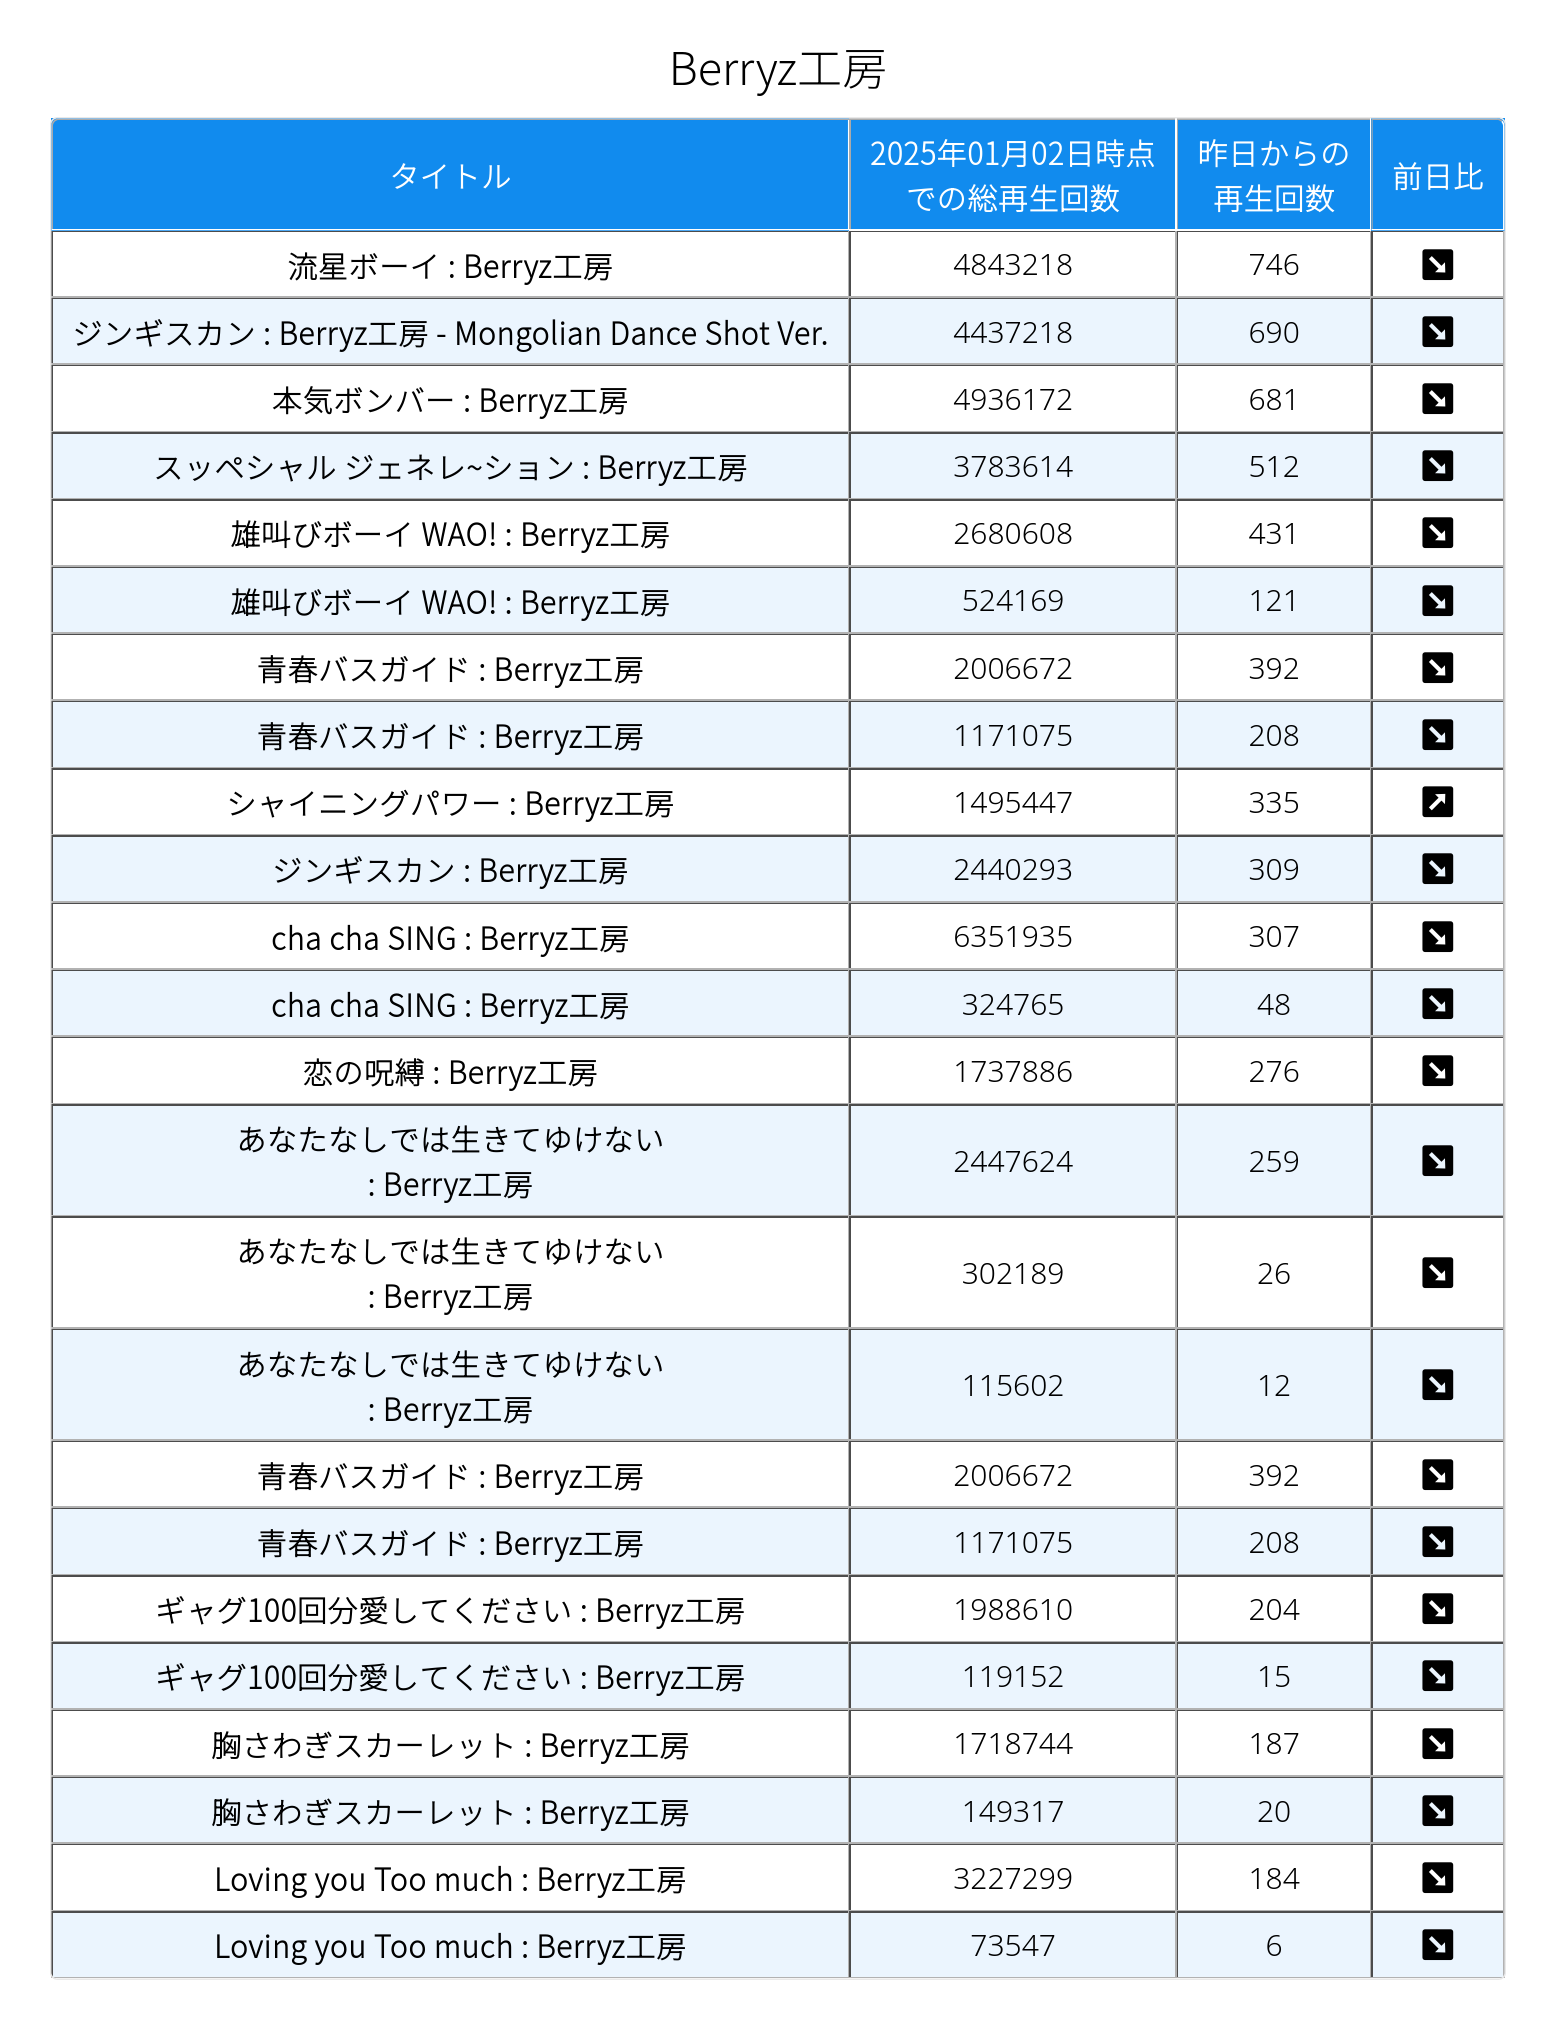 Berryz工房
タイトル
2025年01月02日時点
での総再生回数
昨日からの
再生回数
前日比
流星ボーイ : Berryz工房 4843218 746 ↘
ジンギスカン : Berryz工房 - Mongolian Dance Shot Ver. 4437218 690 ↘
本気ボンバー : Berryz工房 4936172 681 ↘
スッペシャル ジェネレ~ション : Berryz工房 3783614 512 ↘
雄叫びボーイ WAO! : Berryz工房 2680608 431 ↘
雄叫びボーイ WAO! : Berryz工房 524169 121 ↘
青春バスガイド : Berryz工房 2006672 392 ↘
青春バスガイド : Berryz工房 1171075 208 ↘
シャイニングパワー : Berryz工房 1495447 335 ↗
ジンギスカン : Berryz工房 2440293 309 ↘
cha cha SING : Berryz工房 6351935 307 ↘
cha cha SING : Berryz工房 324765 48 ↘
恋の呪縛 : Berryz工房 1737886 276 ↘
あなたなしでは生きてゆけない
: Berryz工房 2447624 259 ↘
あなたなしでは生きてゆけない
: Berryz工房 302189 26 ↘
あなたなしでは生きてゆけない
: Berryz工房 115602 12 ↘
青春バスガイド : Berryz工房 2006672 392 ↘
青春バスガイド : Berryz工房 1171075 208 ↘
ギャグ100回分愛してください : Berryz工房 1988610 204 ↘
ギャグ100回分愛してください : Berryz工房 119152 15 ↘
胸さわぎスカーレット : Berryz工房 1718744 187 ↘
胸さわぎスカーレット : Berryz工房 149317 20 ↘
Loving you Too much : Berryz工房 3227299 184 ↘
Loving you Too much : Berryz工房 73547 6 ↘